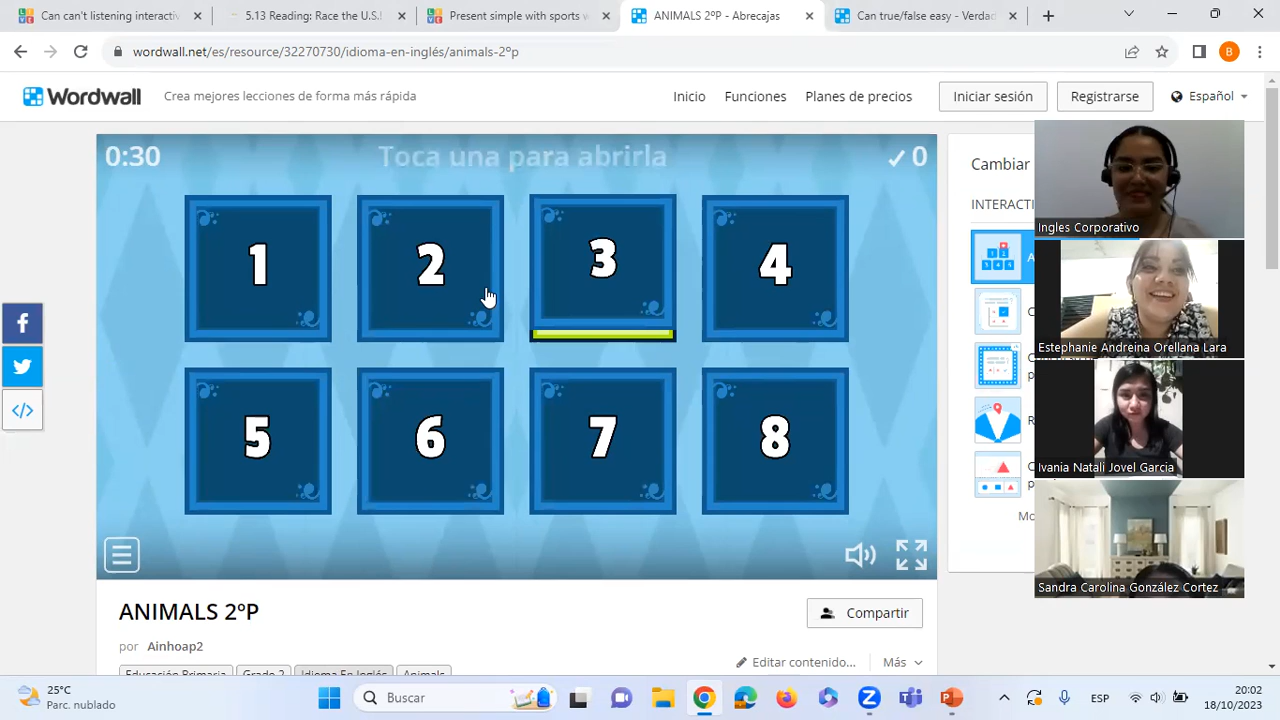 Can can't listening interactiv
5.13 Reading: Race the U.S.!
Present simple with sports w
ANIMALS 2ºP - Abrecajas
Can true/false easy - Verdad
wordwall.net/es/resource/32270730/idioma-en-inglés/animals-2ºp
B
Wordwall
Crea mejores lecciones de forma más rápida
Inicio
Funciones
Planes de precios
Iniciar sesión
Registrarse
Español
0:30
Toca una para abrirla
✓ 0
1
2
3
4
5
6
7
8
Cambiar
INTERACTI
Ingles Corporativo
Estephanie Andreina Orellana Lara
Ivania Natali Jovel Garcia
Sandra Carolina González Cortez
ANIMALS 2ºP
Compartir
por Ainhoap2
Editar contenido...
Más
Educación Primaria
Grade 2
Idioma En Inglés
Animals
25°C
Parc. nublado
Buscar
ESP
20:02
18/10/2023